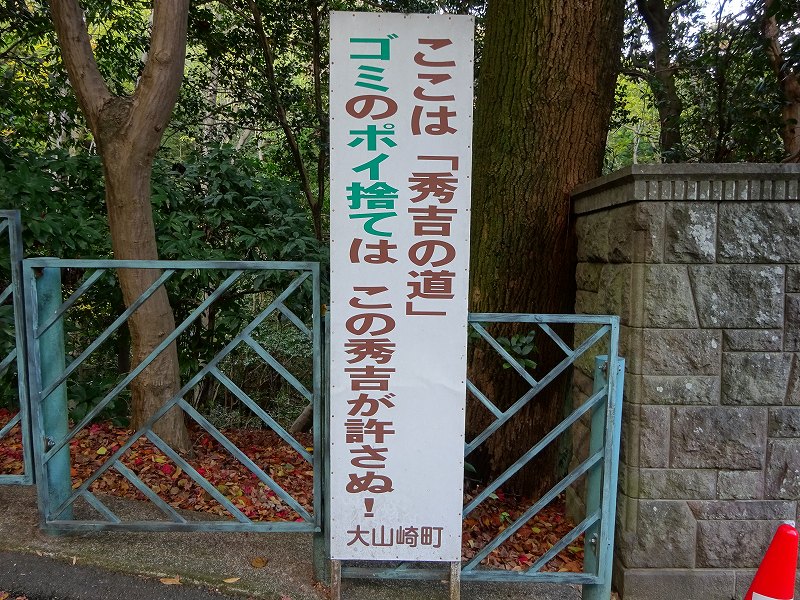 ここは「秀吉の道」
ゴミのポイ捨ては この秀吉が許さぬ！
大山崎町